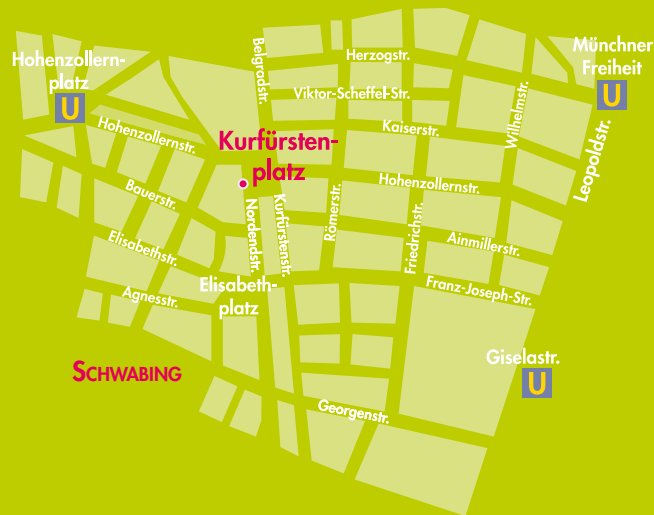 Hohenzollern-
platz
U
Münchner
Freiheit
U
Belgradstr.
Herzogstr.
Viktor-Scheffel-Str.
Kaiserstr.
Wilhelmstr.
Leopoldstr.
Hohenzollernstr.
Kurfürsten-
platz
Hohenzollernstr.
Bauerstr.
Nordendstr.
Kurfürstenstr.
Römerstr.
Friedrichstr.
Ainmillerstr.
Elisabethstr.
Elisabeth-
platz
Franz-Joseph-Str.
Agnesstr.
Giselastr.
U
SCHWABING
Georgenstr.